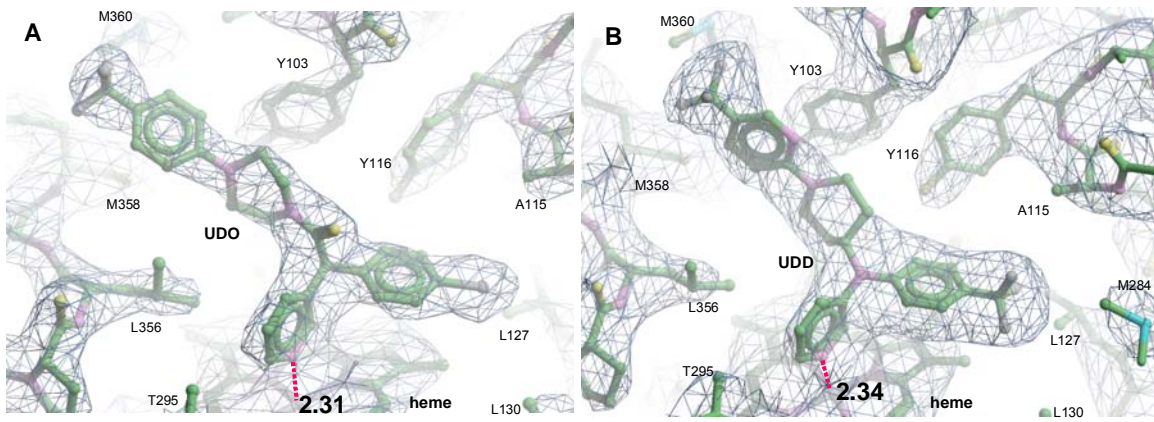 A
M360
Y103
Y116
M358
A115
UDO
L356
L127
T295
2.31
heme
L130
B
M360
Y103
Y116
M358
A115
UDD
M284
L356
L127
T295
2.34
heme
L130